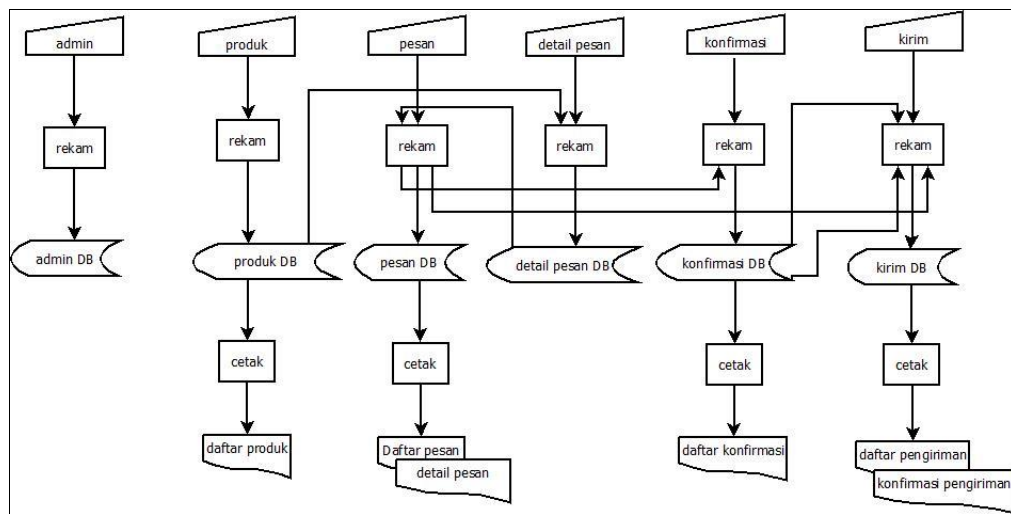 admin
produk
pesan
detail pesan
konfirmasi
kirim
rekam
rekam
rekam
rekam
rekam
rekam
admin DB
produk DB
pesan DB
detail pesan DB
konfirmasi DB
kirim DB
cetak
cetak
cetak
cetak
daftar produk
Daftar pesan
detail pesan
daftar konfirmasi
daftar pengiriman
konfirmasi pengiriman